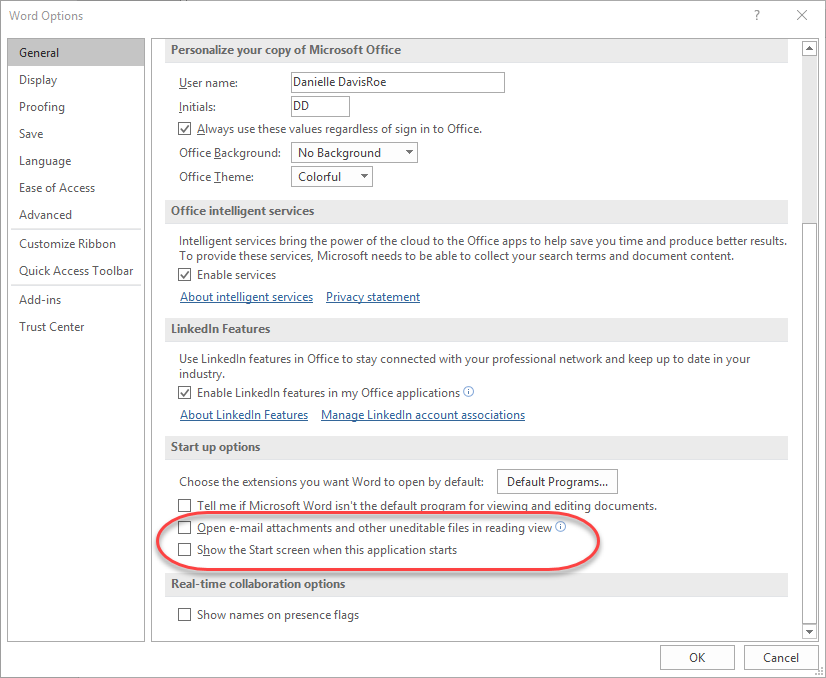 Word Options
General
Display
Proofing
Save
Language
Ease of Access
Advanced
Customize Ribbon
Quick Access Toolbar
Add-ins
Trust Center
Personalize your copy of Microsoft Office
User name: Danielle DavisRoe
Initials: DD
Always use these values regardless of sign in to Office.
Office Background: No Background
Office Theme: Colorful
Office intelligent services
Intelligent services bring the power of the cloud to the Office apps to help save you time and produce better results.
To provide these services, Microsoft needs to be able to collect your search terms and document content.
Enable services
About intelligent services Privacy statement
LinkedIn Features
Use LinkedIn features in Office to stay connected with your professional network and keep up to date in your
industry.
Enable LinkedIn features in my Office applications
About LinkedIn Features Manage LinkedIn account associations
Start up options
Choose the extensions you want Word to open by default: Default Programs...
Tell me if Microsoft Word isn't the default program for viewing and editing documents.
Open e-mail attachments and other uneditable files in reading view
Show the Start screen when this application starts
Real-time collaboration options
Show names on presence flags
OK Cancel